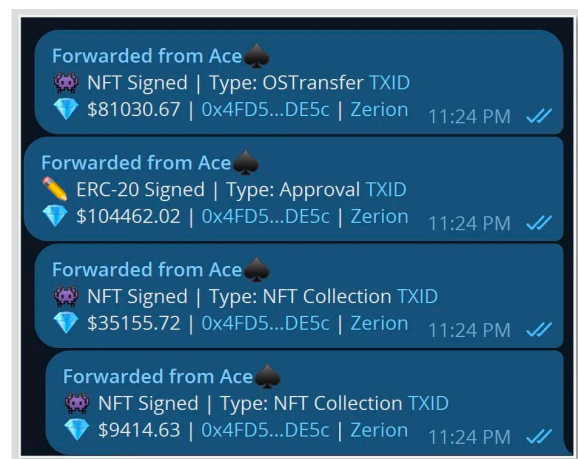 Forwarded from Ace♠️
👾 NFT Signed | Type: OSTransfer TXID
💎 $81030.67 | 0x4FD5...DE5c | Zerion 11:24 PM
Forwarded from Ace♠️
✏️ ERC-20 Signed | Type: Approval TXID
💎 $104462.02 | 0x4FD5...DE5c | Zerion 11:24 PM
Forwarded from Ace♠️
👾 NFT Signed | Type: NFT Collection TXID
💎 $35155.72 | 0x4FD5...DE5c | Zerion 11:24 PM
Forwarded from Ace♠️
👾 NFT Signed | Type: NFT Collection TXID
💎 $9414.63 | 0x4FD5...DE5c | Zerion 11:24 PM